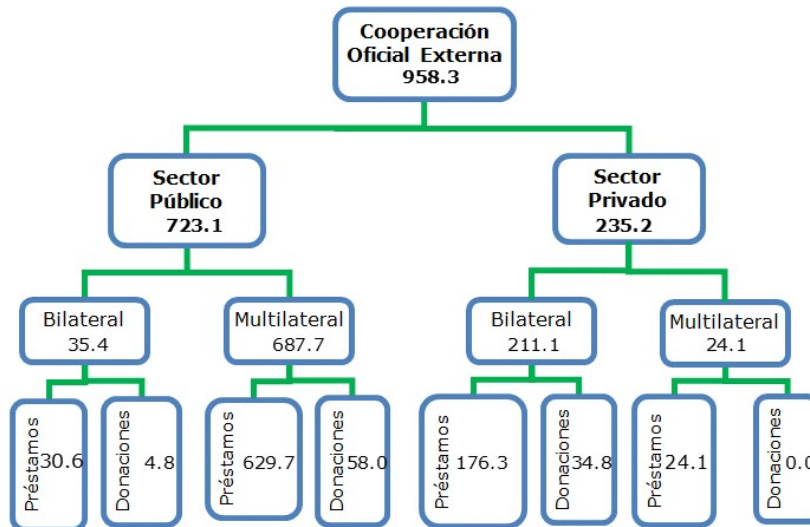 Cooperación
Oficial Externa
958.3
Sector
Público
723.1
Sector
Privado
235.2
Bilateral
35.4
Multilateral
687.7
Bilateral
211.1
Multilateral
24.1
Préstamos 30.6
Donaciones 4.8
Préstamos 629.7
Donaciones 58.0
Préstamos 176.3
Donaciones 34.8
Préstamos 24.1
Donaciones 0.0